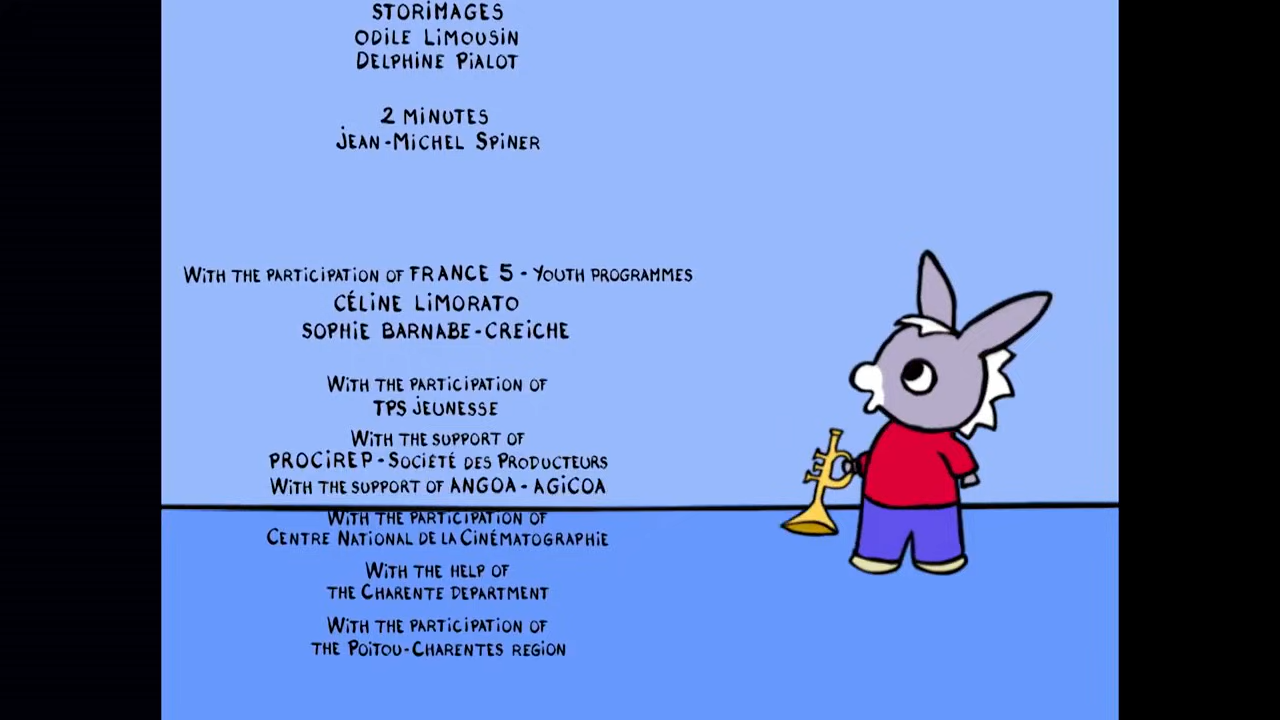 STORiMAGES
ODiLE LiMOUSiN
DELPHiNE PiALOT
2 MiNUTES
jEAN-MiCHEL SPiNER
WiTH THE PARTiCiPATiON OF FRANCE 5 - YOUTH PROGRAMMES
CÉLiNE LiMORATO
SOPHiE BARNABE-CREiCHE
WiTH THE PARTiCiPATiON OF
TPS jEUNESSE
WiTH THE SUPPORT OF
PROCiREP-SOCiÉTÉ DES PRODUCTEURS
WiTH THE SUPPORT OF ANGOA-AGiCOA
WiTH THE PARTiCiPATiON OF
CENTRE NATiONAL DE LA CiNÉMATOGRAPHiE
WiTH THE HELP OF
THE CHARENTE DEPARTMENT
WiTH THE PARTiCiPATiON OF
THE POiTOU-CHARENTES REGiON